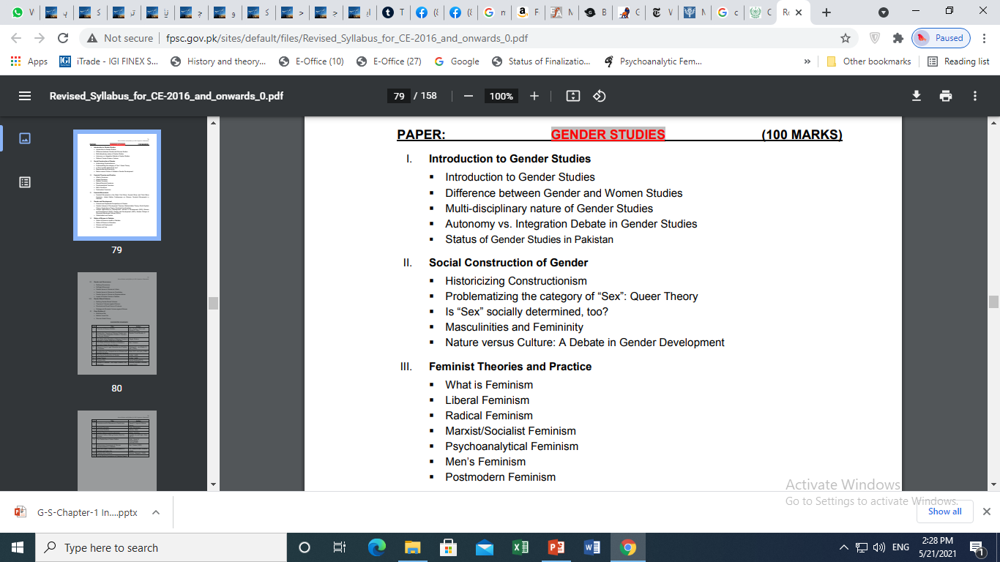 Not secure
fpsc.gov.pk/sites/default/files/Revised_Syllabus_for_CE-2016_and_onwards_0.pdf
Paused
Apps
iTrade - IGI FINEX S...
History and theory...
E-Office (10)
E-Office (27)
Google
Status of Finalizatio...
Psychoanalytic Fem...
»
Other bookmarks
Reading list
Revised_Syllabus_for_CE-2016_and_onwards_0.pdf
79 / 158
100%
PAPER: GENDER STUDIES (100 MARKS)
I. Introduction to Gender Studies
▪ Introduction to Gender Studies
▪ Difference between Gender and Women Studies
▪ Multi-disciplinary nature of Gender Studies
▪ Autonomy vs. Integration Debate in Gender Studies
▪ Status of Gender Studies in Pakistan
II. Social Construction of Gender
▪ Historicizing Constructionism
▪ Problematizing the category of “Sex”: Queer Theory
▪ Is “Sex” socially determined, too?
▪ Masculinities and Femininity
▪ Nature versus Culture: A Debate in Gender Development
III. Feminist Theories and Practice
▪ What is Feminism
▪ Liberal Feminism
▪ Radical Feminism
▪ Marxist/Socialist Feminism
▪ Psychoanalytical Feminism
▪ Men’s Feminism
▪ Postmodern Feminism
79
80
Activate Windows
Go to Settings to activate Windows.
G-S-Chapter-1 In....pptx
Show all
Type here to search
ENG
2:28 PM
5/21/2021
1